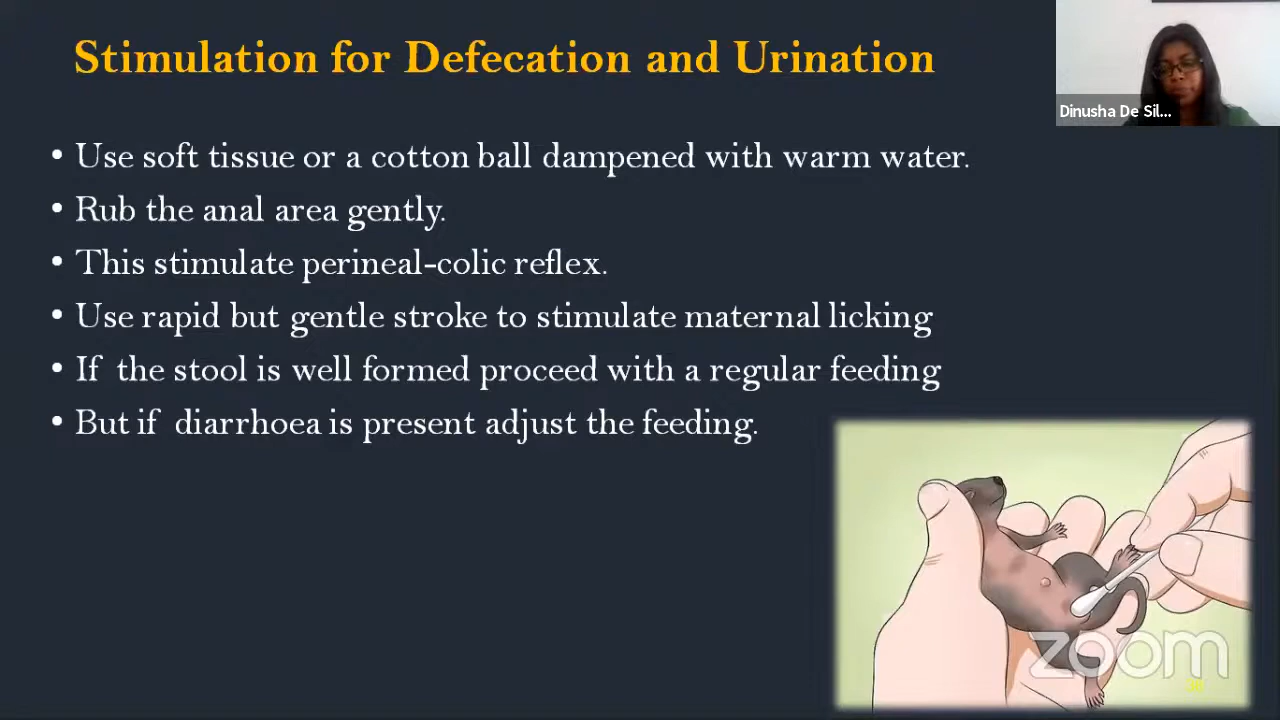 Stimulation for Defecation and Urination
Dinusha De Sil...
• Use soft tissue or a cotton ball dampened with warm water.
• Rub the anal area gently.
• This stimulate perineal-colic reflex.
• Use rapid but gentle stroke to stimulate maternal licking
• If the stool is well formed proceed with a regular feeding
• But if diarrhoea is present adjust the feeding.
zoom